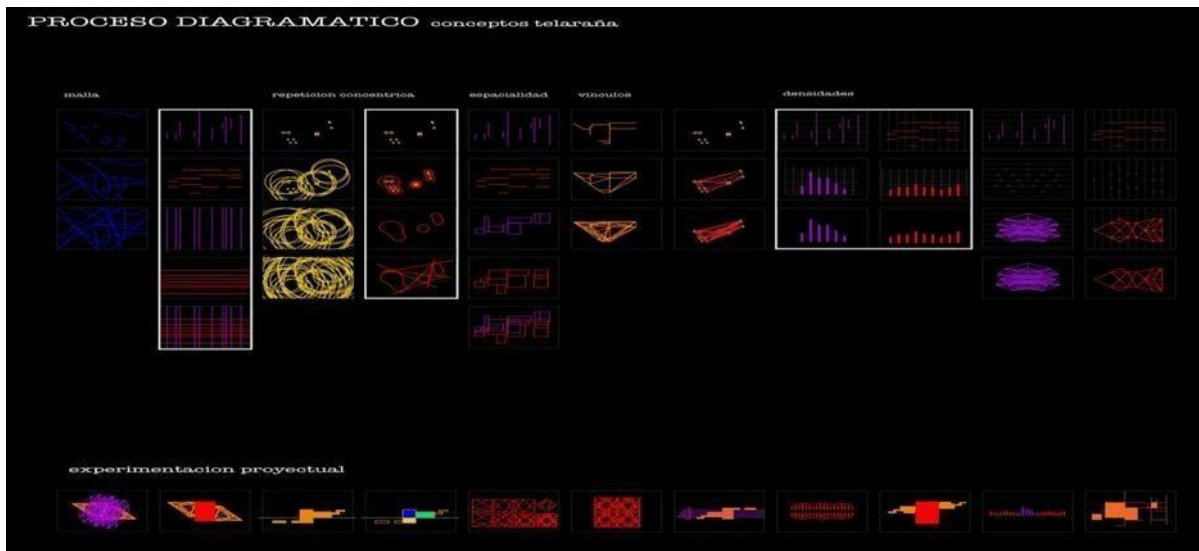 PROCESO DIAGRAMATICO conceptos telaraña
malla
repeticion concentrica
espacialidad
vinculos
densidades
experimentacion proyectual